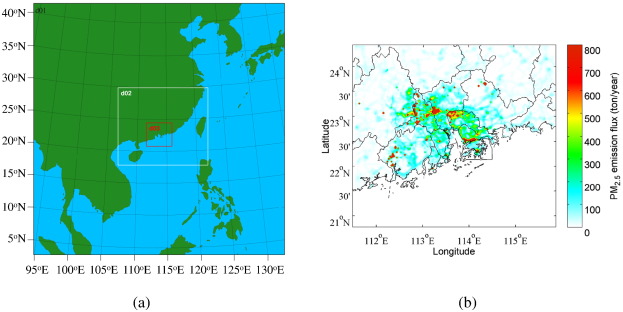 40°N
d01
35°N
30°N
d02
25°N
d03
20°N
15°N
10°N
5°N
95°E 100°E 105°E 110°E 115°E 120°E 125°E 130°E
(a)
24°N
30'
23°N
30'
22°N
30'
21°N
Latitude
112°E 113°E 114°E 115°E
Longitude
800
700
600
500
400
300
200
100
0
PM2.5 emission flux (ton/year)
(b)